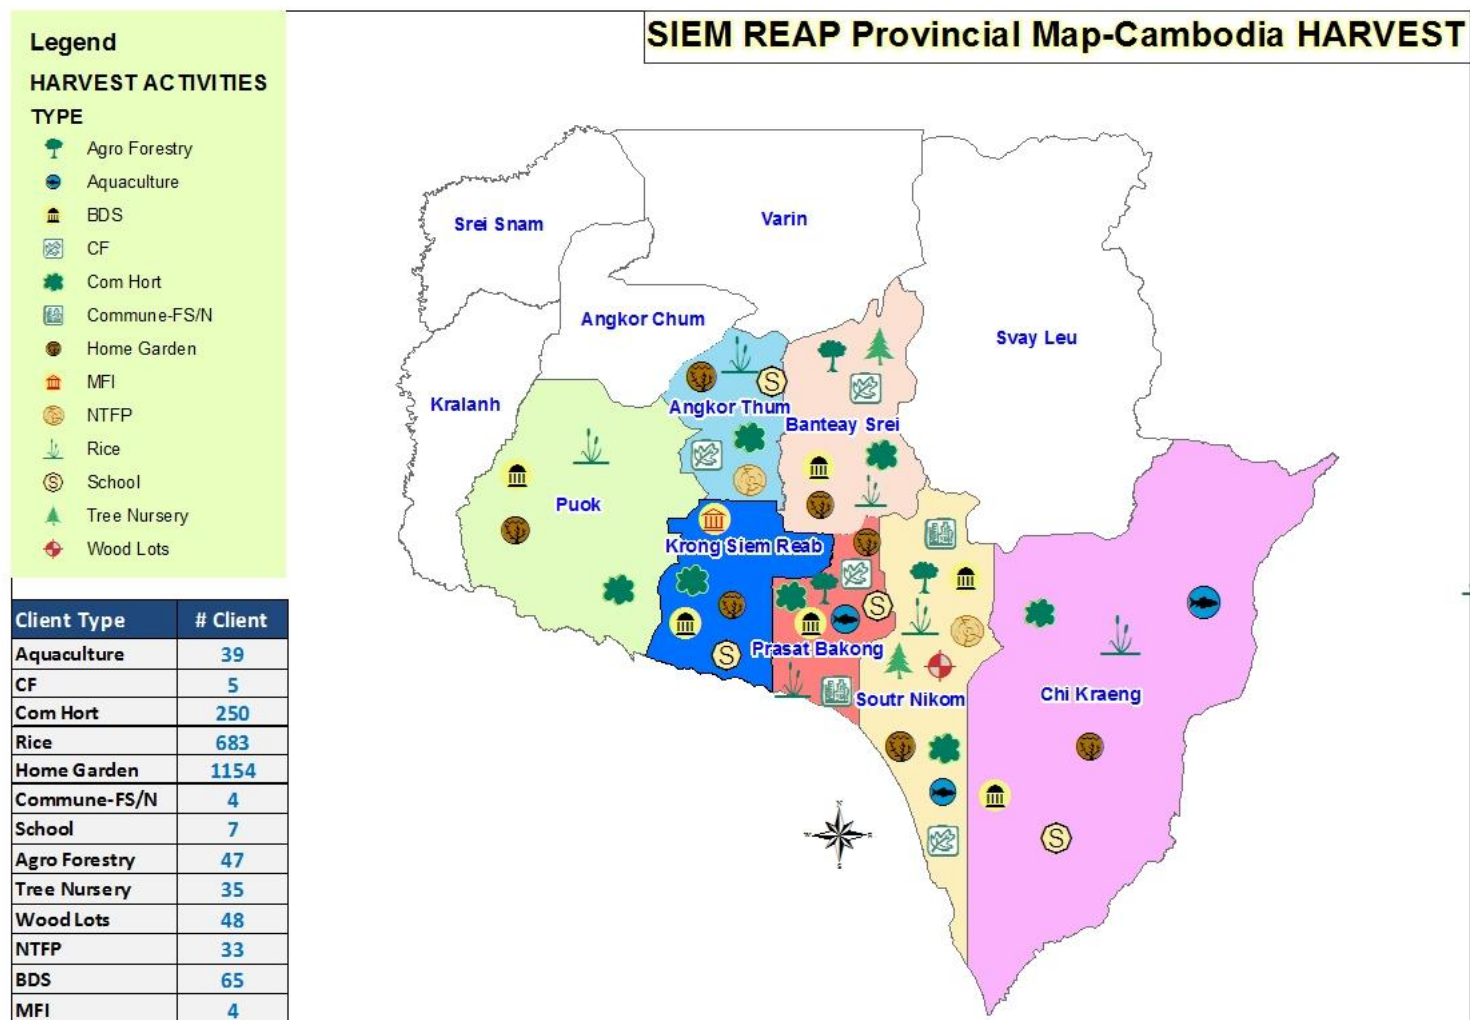 SIEM REAP Provincial Map-Cambodia HARVEST
Legend
HARVEST ACTIVITIES
TYPE
Agro Forestry
Aquaculture
BDS
CF
Com Hort
Commune-FS/N
Home Garden
MFI
NTFP
Rice
S School
Tree Nursery
Wood Lots
Client Type # Client
Aquaculture 39
CF 5
Com Hort 250
Rice 683
Home Garden 1154
Commune-FS/N 4
School 7
Agro Forestry 47
Tree Nursery 35
Wood Lots 48
NTFP 33
BDS 65
MFI 4
Srei Snam
Varin
Angkor Chum
Svay Leu
Kralanh
S
Angkor Thum
Banteay Srei
Puok
Krong Siem Reab
S
S
Prasat Bakong
Soutr Nikom
Chi Kraeng
S
N
W E
S